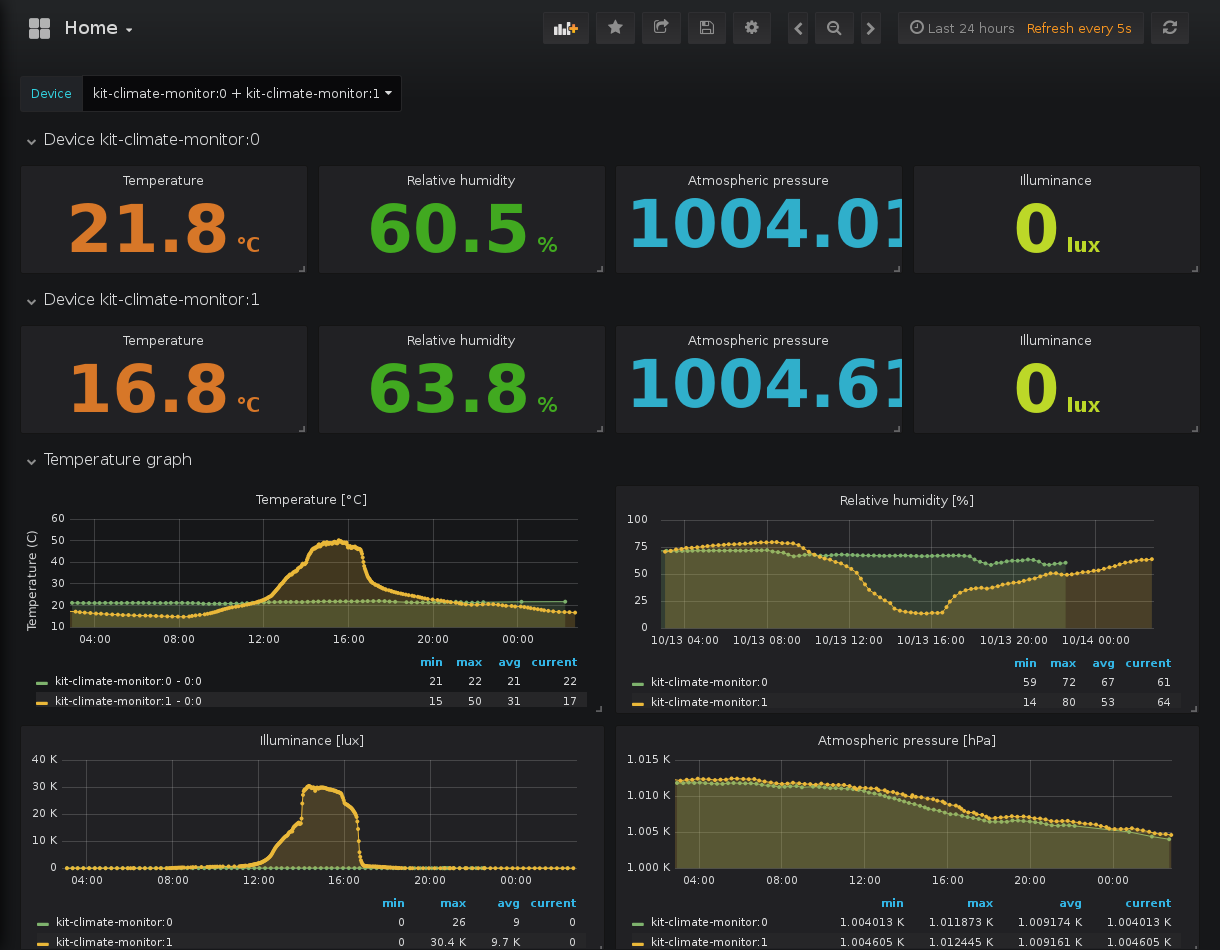 Home
Last 24 hours Refresh every 5s
Device kit-climate-monitor:0 + kit-climate-monitor:1
Device kit-climate-monitor:0
Temperature Relative humidity Atmospheric pressure Illuminance
21.8 °C 60.5 % 1004.01 0 lux
Device kit-climate-monitor:1
Temperature Relative humidity Atmospheric pressure Illuminance
16.8 °C 63.8 % 1004.61 0 lux
Temperature graph
Temperature [°C]
Temperature (C)
60
50
40
30
20
10
04:00 08:00 12:00 16:00 20:00 00:00
min max avg current
kit-climate-monitor:0 - 0:0 21 22 21 22
kit-climate-monitor:1 - 0:0 15 50 31 17
Relative humidity [%]
100
75
50
25
0
10/13 04:00 10/13 08:00 10/13 12:00 10/13 16:00 10/13 20:00 10/14 00:00
min max avg current
kit-climate-monitor:0 59 72 67 61
kit-climate-monitor:1 14 80 53 64
Illuminance [lux]
40 K
30 K
20 K
10 K
0
04:00 08:00 12:00 16:00 20:00 00:00
min max avg current
kit-climate-monitor:0 0 26 9 0
kit-climate-monitor:1 0 30.4 K 9.7 K 0
Atmospheric pressure [hPa]
1.015 K
1.010 K
1.005 K
1.000 K
04:00 08:00 12:00 16:00 20:00 00:00
min max avg current
kit-climate-monitor:0 1.004013 K 1.011873 K 1.009174 K 1.004013 K
kit-climate-monitor:1 1.004605 K 1.012445 K 1.009161 K 1.004605 K